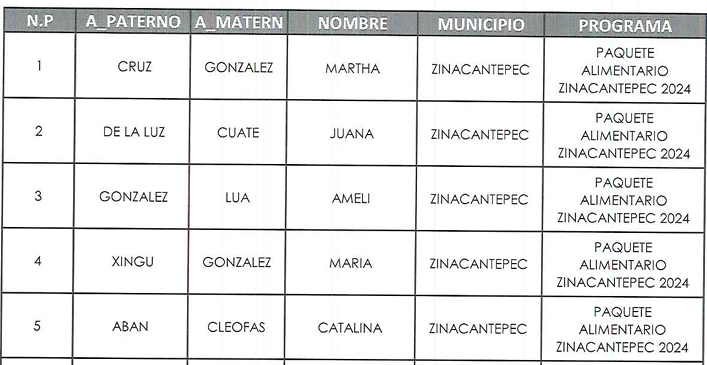 N.P A_PATERNO A_MATERN NOMBRE MUNICIPIO PROGRAMA
1 CRUZ GONZALEZ MARTHA ZINACANTEPEC PAQUETE
ALIMENTARIO
ZINACANTEPEC 2024
2 DE LA LUZ CUATE JUANA ZINACANTEPEC PAQUETE
ALIMENTARIO
ZINACANTEPEC 2024
3 GONZALEZ LUA AMELI ZINACANTEPEC PAQUETE
ALIMENTARIO
ZINACANTEPEC 2024
4 XINGU GONZALEZ MARIA ZINACANTEPEC PAQUETE
ALIMENTARIO
ZINACANTEPEC 2024
5 ABAN CLEOFAS CATALINA ZINACANTEPEC PAQUETE
ALIMENTARIO
ZINACANTEPEC 2024